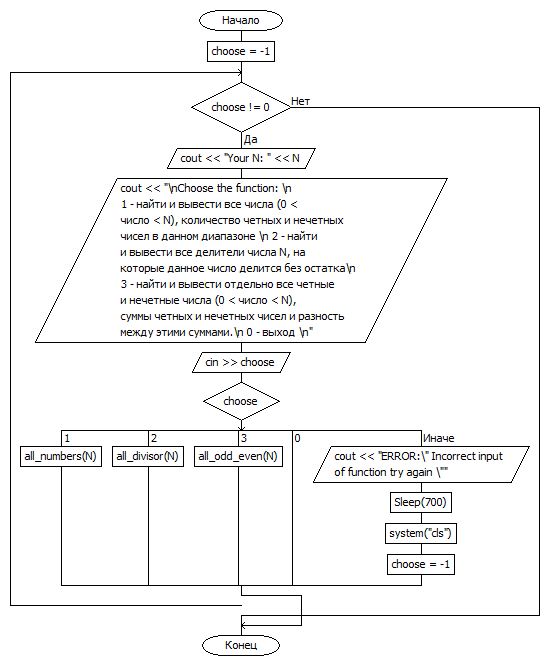 Начало
choose = -1
choose != 0
Нет
Да
cout << "Your N: " << N
cout << "\nChoose the function: \n
1 - найти и вывести все числа (0 <
число < N), количество четных и нечетных
чисел в данном диапазоне \n 2 - найти
и вывести все делители числа N, на
которые данное число делится без остатка\n
3 - найти и вывести отдельно все четные
и нечетные числа (0 < число < N),
суммы четных и нечетных чисел и разность
между этими суммами.\n 0 - выход \n"
cin >> choose
choose
1
2
3
0
Иначе
all_numbers(N)
all_divisor(N)
all_odd_even(N)
cout << "ERROR:\" Incorrect input
of function try again \""
Sleep(700)
system("cls")
choose = -1
Конец